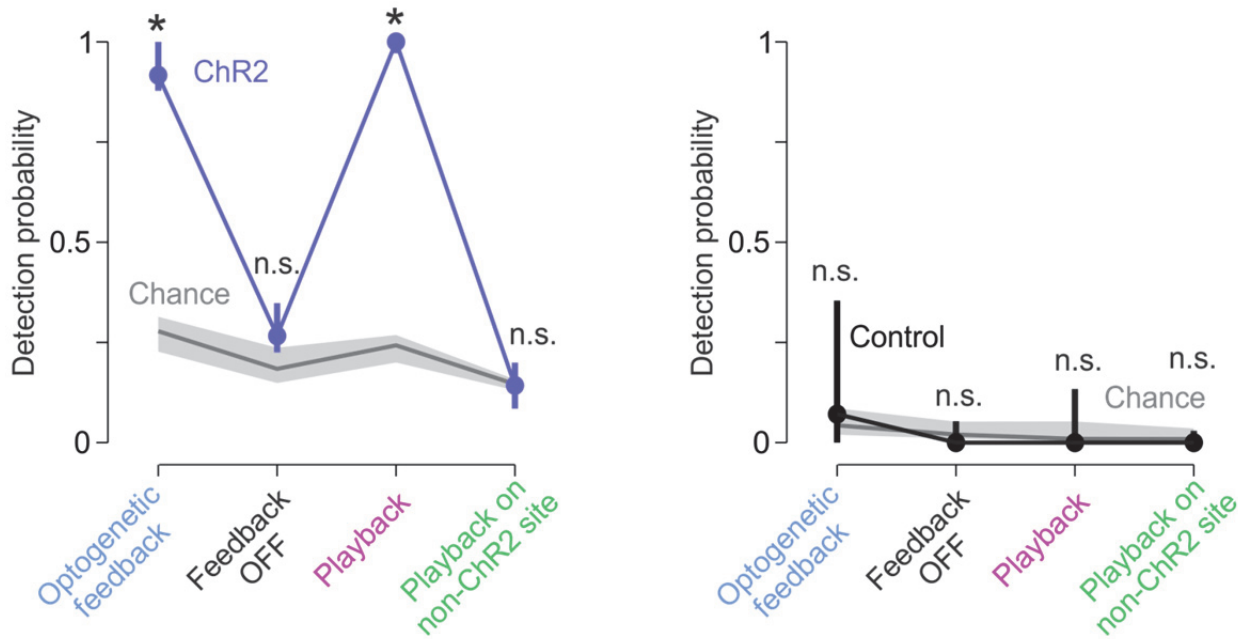 *
*
1
ChR2
Detection probability
0.5
n.s.
Chance
n.s.
0
Optogenetic
feedback
Feedback
OFF
Playback
Playback on
non-ChR2 site
1
Detection probability
0.5
n.s.
Control
n.s.
n.s.
n.s.
Chance
0
Optogenetic
feedback
Feedback
OFF
Playback
Playback on
non-ChR2 site